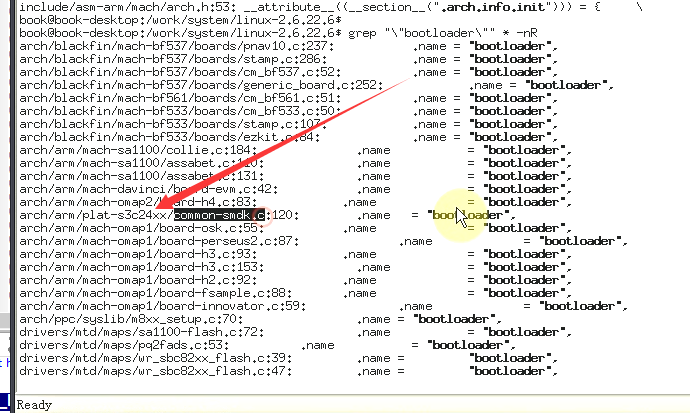 include/asm-arm/mach/arch.h:53: __attribute__((__section__(".arch.info.init"))) = { \
book@book-desktop:/work/system/linux-2.6.22.6$
book@book-desktop:/work/system/linux-2.6.22.6$ grep "\"bootloader\"" * -nR
arch/blackfin/mach-bf537/boards/pnav10.c:237: .name = "bootloader",
arch/blackfin/mach-bf537/boards/stamp.c:286: .name = "bootloader",
arch/blackfin/mach-bf537/boards/cm_bf537.c:52: .name = "bootloader",
arch/blackfin/mach-bf537/boards/generic_board.c:252: .name = "bootloader",
arch/blackfin/mach-bf561/boards/cm_bf561.c:51: .name = "bootloader",
arch/blackfin/mach-bf533/boards/cm_bf533.c:50: .name = "bootloader",
arch/blackfin/mach-bf533/boards/stamp.c:107: .name = "bootloader",
arch/blackfin/mach-bf533/boards/ezkit.c:84: .name = "bootloader",
arch/arm/mach-sa1100/collie.c:184: .name = "bootloader",
arch/arm/mach-sa1100/assabet.c:110: .name = "bootloader",
arch/arm/mach-sa1100/assabet.c:131: .name = "bootloader",
arch/arm/mach-davinci/board-evm.c:42: .name = "bootloader",
arch/arm/mach-omap2/board-h4.c:83: .name = "bootloader",
arch/arm/plat-s3c24xx/common-smdk.c:120: .name = "bootloader",
arch/arm/mach-omap1/board-osk.c:55: .name = "bootloader",
arch/arm/mach-omap1/board-perseus2.c:87: .name = "bootloader",
arch/arm/mach-omap1/board-h3.c:93: .name = "bootloader",
arch/arm/mach-omap1/board-h3.c:153: .name = "bootloader",
arch/arm/mach-omap1/board-h2.c:92: .name = "bootloader",
arch/arm/mach-omap1/board-fsample.c:88: .name = "bootloader",
arch/arm/mach-omap1/board-innovator.c:59: .name = "bootloader",
arch/ppc/syslib/m8xx_setup.c:70: .name = "bootloader",
drivers/mtd/maps/sa1100-flash.c:72: .name = "bootloader",
drivers/mtd/maps/pq2fads.c:53: .name = "bootloader",
drivers/mtd/maps/wr_sbc82xx_flash.c:39: .name = "bootloader",
drivers/mtd/maps/wr_sbc82xx_flash.c:47: .name = "bootloader",
Ready